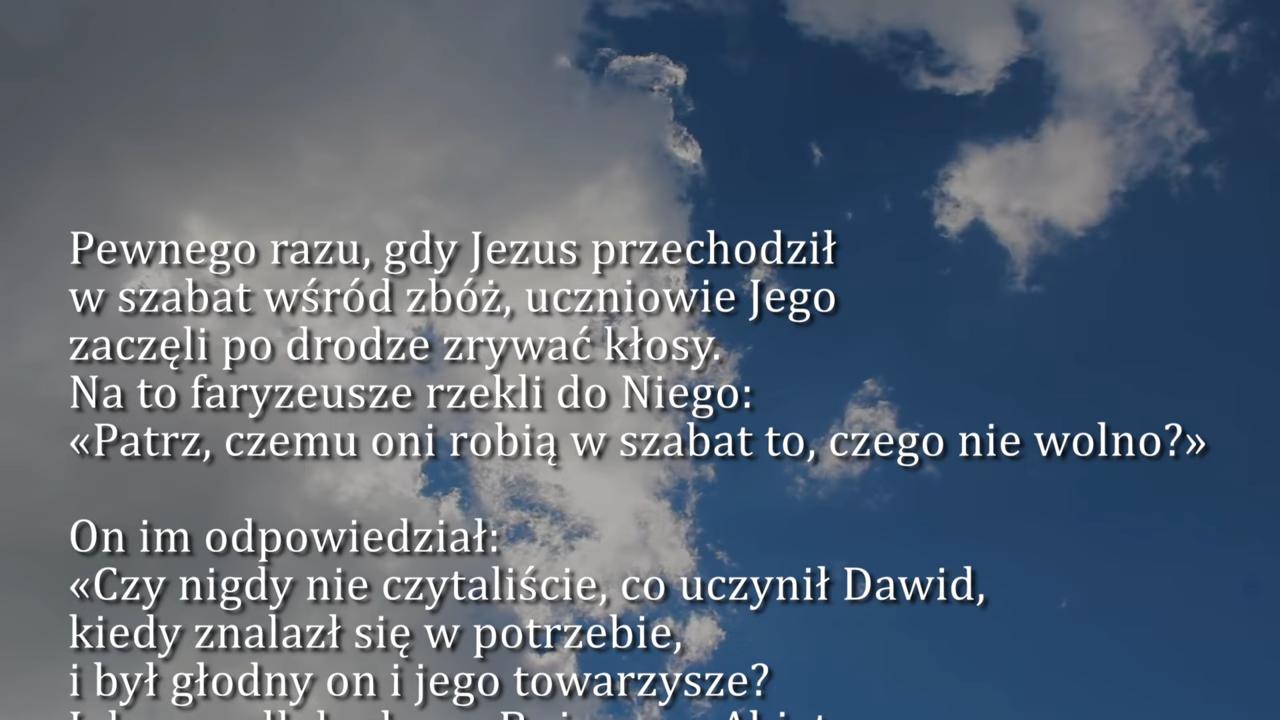 Pewnego razu, gdy Jezus przechodził
w szabat wśród zbóż, uczniowie Jego
zaczęli po drodze zrywać kłosy.
Na to faryzeusze rzekli do Niego:
«Patrz, czemu oni robią w szabat to, czego nie wolno?»
On im odpowiedział:
«Czy nigdy nie czytaliście, co uczynił Dawid,
kiedy znalazł się w potrzebie,
i był głodny on i jego towarzysze?